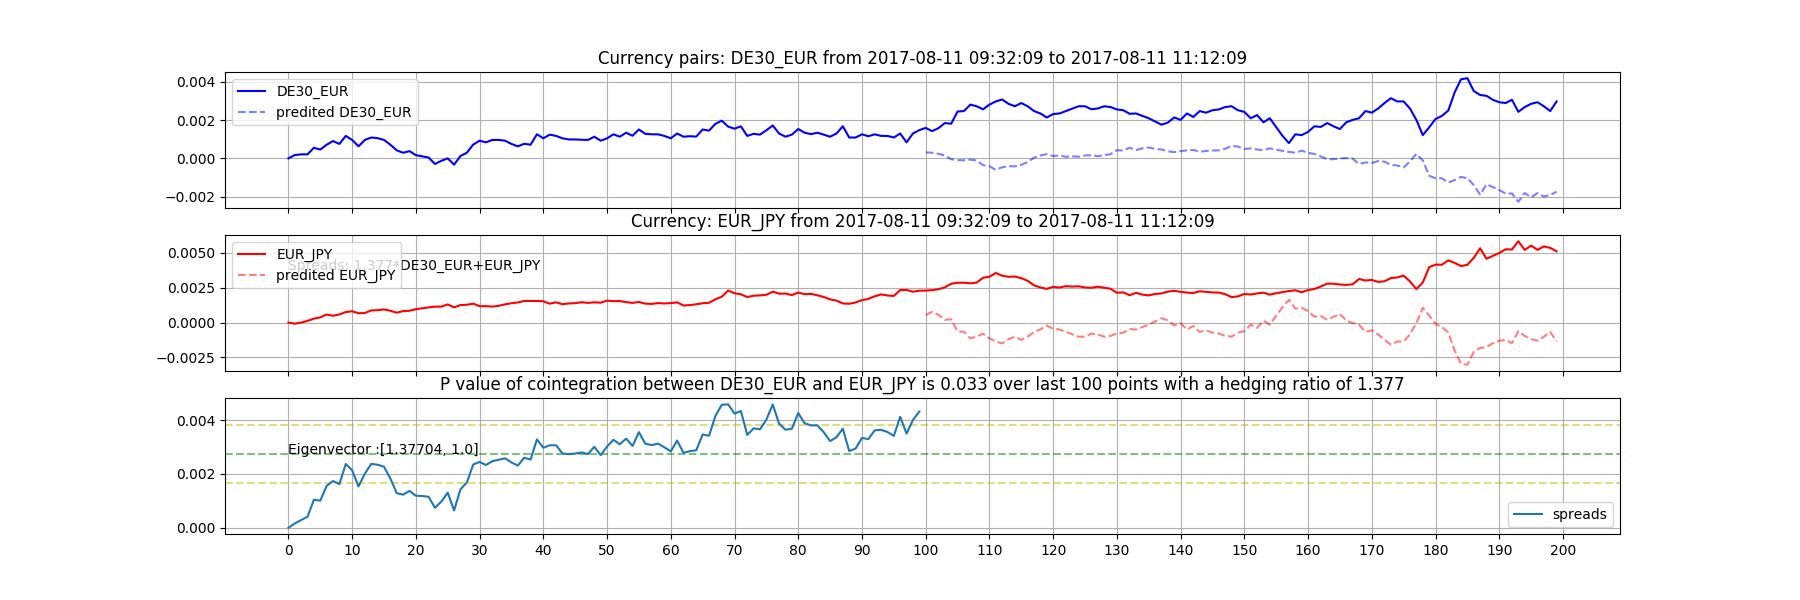 Currency pairs: DE30_EUR from 2017-08-11 09:32:09 to 2017-08-11 11:12:09
0.004
0.002
0.000
−0.002
DE30_EUR
predited DE30_EUR
Currency: EUR_JPY from 2017-08-11 09:32:09 to 2017-08-11 11:12:09
0.0050
0.0025
0.0000
−0.0025
EUR_JPY
Spreads: 1.377*DE30_EUR+EUR_JPY
predited EUR_JPY
P value of cointegration between DE30_EUR and EUR_JPY is 0.033 over last 100 points with a hedging ratio of 1.377
0.004
0.002
0.000
Eigenvector :[1.37704, 1.0]
spreads
0 10 20 30 40 50 60 70 80 90 100 110 120 130 140 150 160 170 180 190 200